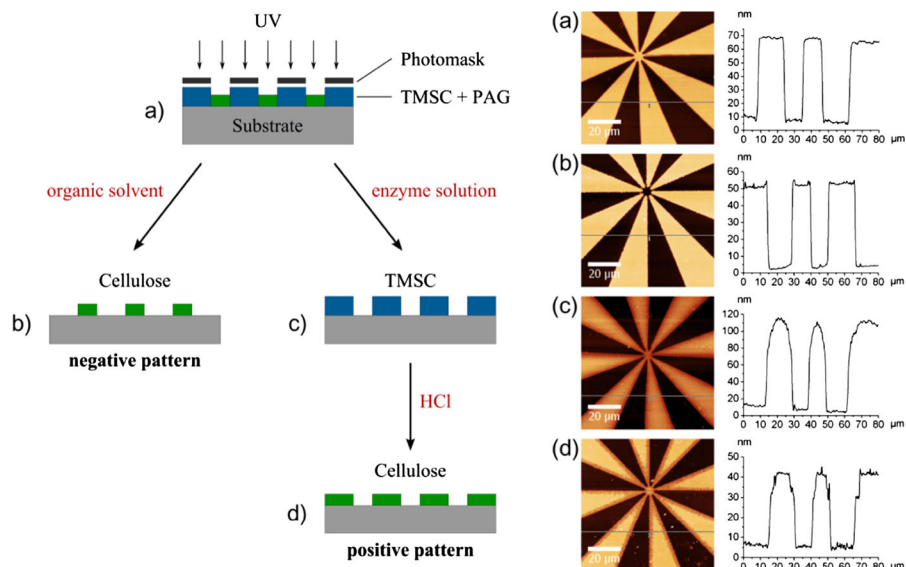 UV
Photomask
TMSC + PAG
a)
Substrate
organic solvent
enzyme solution
Cellulose
TMSC
b)
c)
negative pattern
HCl
Cellulose
d)
positive pattern
(a)
20 µm
nm
70
60
50
40
30
20
10
0
0 10 20 30 40 50 60 70 80 µm
(b)
20 µm
nm
60
50
40
30
20
10
0
0 10 20 30 40 50 60 70 80 µm
(c)
20 µm
nm
120
100
80
60
40
20
0
0 10 20 30 40 50 60 70 80 µm
(d)
20 µm
nm
50
40
30
20
10
0
0 10 20 30 40 50 60 70 80 µm